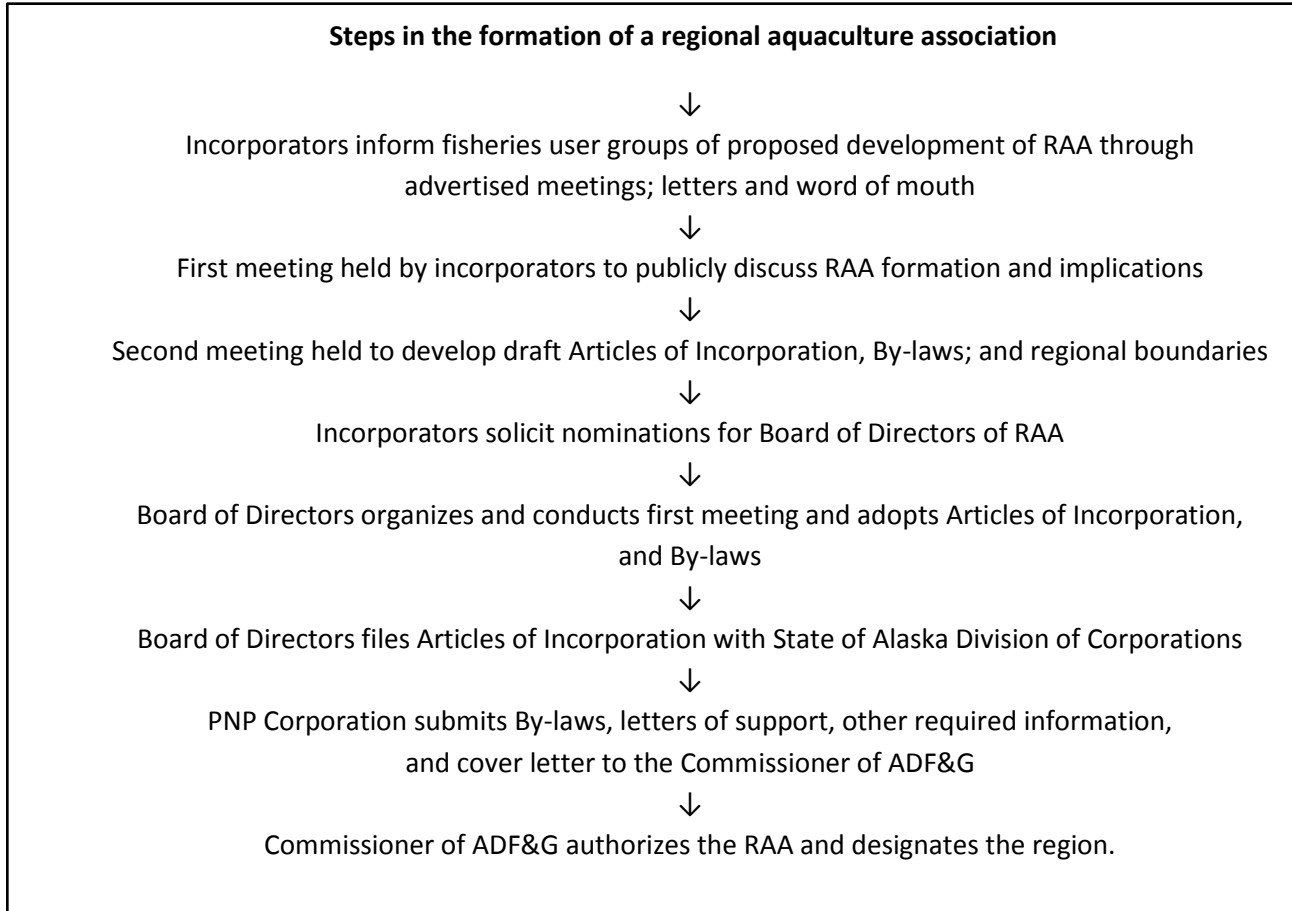 Steps in the formation of a regional aquaculture association
↓
Incorporators inform fisheries user groups of proposed development of RAA through
advertised meetings; letters and word of mouth
↓
First meeting held by incorporators to publicly discuss RAA formation and implications
↓
Second meeting held to develop draft Articles of Incorporation, By-laws; and regional boundaries
↓
Incorporators solicit nominations for Board of Directors of RAA
↓
Board of Directors organizes and conducts first meeting and adopts Articles of Incorporation,
and By-laws
↓
Board of Directors files Articles of Incorporation with State of Alaska Division of Corporations
↓
PNP Corporation submits By-laws, letters of support, other required information,
and cover letter to the Commissioner of ADF&G
↓
Commissioner of ADF&G authorizes the RAA and designates the region.